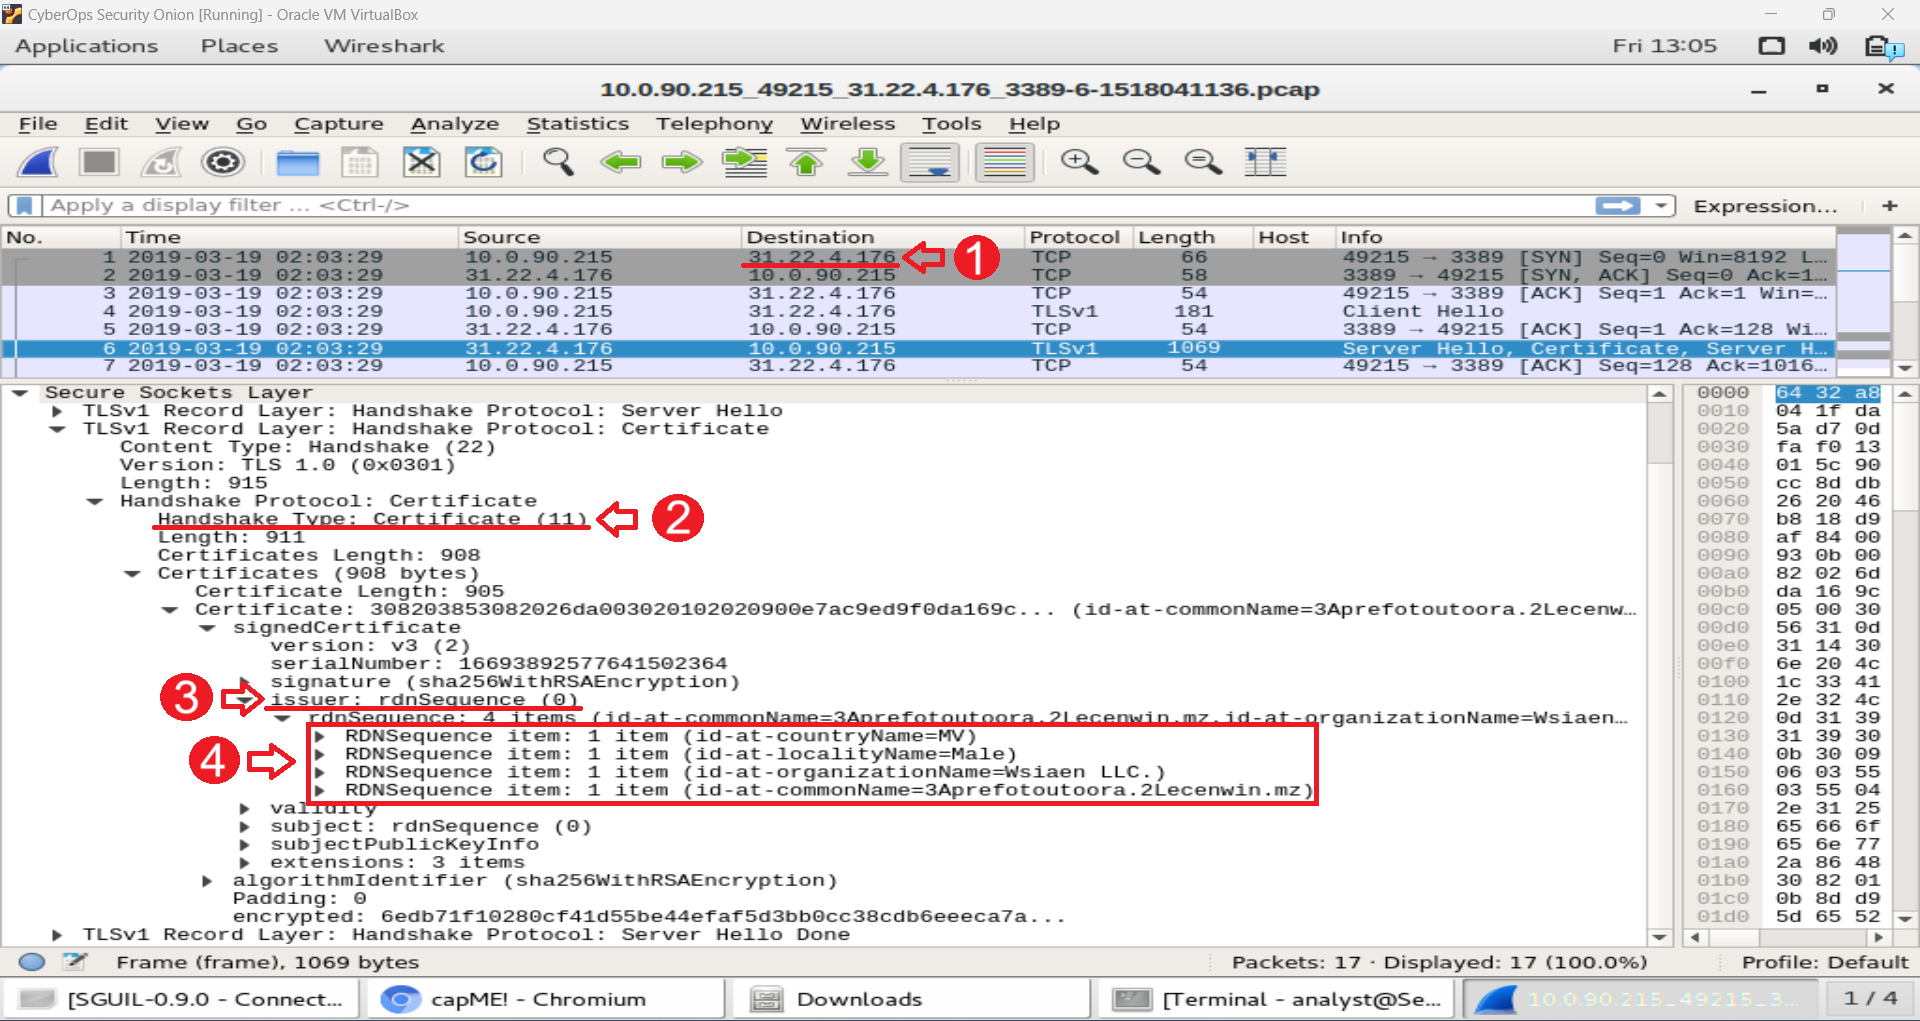 CyberOps Security Onion [Running] - Oracle VM VirtualBox
Applications Places Wireshark Fri 13:05
10.0.90.215_49215_31.22.4.176_3389-6-1518041136.pcap
File Edit View Go Capture Analyze Statistics Telephony Wireless Tools Help
Apply a display filter ... <Ctrl-/> Expression... +
No. Time Source Destination Protocol Length Host Info
1 2019-03-19 02:03:29 10.0.90.215 31.22.4.176 TCP 66 49215 → 3389 [SYN] Seq=0 Win=8192 L...
1
2 2019-03-19 02:03:29 31.22.4.176 10.0.90.215 TCP 58 3389 → 49215 [SYN, ACK] Seq=0 Ack=1...
3 2019-03-19 02:03:29 10.0.90.215 31.22.4.176 TCP 54 49215 → 3389 [ACK] Seq=1 Ack=1 Win=...
4 2019-03-19 02:03:29 10.0.90.215 31.22.4.176 TLSv1 181 Client Hello
5 2019-03-19 02:03:29 31.22.4.176 10.0.90.215 TCP 54 3389 → 49215 [ACK] Seq=1 Ack=128 Wi...
6 2019-03-19 02:03:29 31.22.4.176 10.0.90.215 TLSv1 1069 Server Hello, Certificate, Server H...
7 2019-03-19 02:03:29 10.0.90.215 31.22.4.176 TCP 54 49215 → 3389 [ACK] Seq=128 Ack=1016...
Secure Sockets Layer
TLSv1 Record Layer: Handshake Protocol: Server Hello
TLSv1 Record Layer: Handshake Protocol: Certificate
Content Type: Handshake (22)
Version: TLS 1.0 (0x0301)
Length: 915
Handshake Protocol: Certificate
Handshake Type: Certificate (11)
2
Length: 911
Certificates Length: 908
Certificates (908 bytes)
Certificate Length: 905
Certificate: 308203853082026da003020102020900e7ac9ed9f0da169c... (id-at-commonName=3Aprefotoutoora.2Lecenw...
signedCertificate
version: v3 (2)
serialNumber: 16693892577641502364
signature (sha256WithRSAEncryption)
3
issuer: rdnSequence (0)
rdnSequence: 4 items (id-at-commonName=3Aprefotoutoora.2Lecenwin.mz,id-at-organizationName=Wsiaen...
4
RDNSequence item: 1 item (id-at-countryName=MV)
RDNSequence item: 1 item (id-at-localityName=Male)
RDNSequence item: 1 item (id-at-organizationName=Wsiaen LLC.)
RDNSequence item: 1 item (id-at-commonName=3Aprefotoutoora.2Lecenwin.mz)
validity
subject: rdnSequence (0)
subjectPublicKeyInfo
extensions: 3 items
algorithmIdentifier (sha256WithRSAEncryption)
Padding: 0
encrypted: 6edb71f10280cf41d55be44efaf5d3bb0cc38cdb6eeeca7a...
TLSv1 Record Layer: Handshake Protocol: Server Hello Done
0000 64 32 a8
0010 04 1f da
0020 5a d7 0d
0030 fa f0 13
0040 01 5c 90
0050 cc 8d db
0060 26 20 46
0070 b8 18 d9
0080 af 84 00
0090 93 0b 00
00a0 82 02 6d
00b0 da 16 9c
00c0 05 00 30
00d0 56 31 0d
00e0 31 14 30
00f0 6e 20 4c
0100 1c 33 41
0110 2e 32 4c
0120 0d 31 39
0130 31 39 30
0140 0b 30 09
0150 06 03 55
0160 03 55 04
0170 2e 31 25
0180 65 66 6f
0190 65 6e 77
01a0 2a 86 48
01b0 30 82 01
01c0 0b 8d d9
01d0 5d 65 52
Frame (frame), 1069 bytes Packets: 17 · Displayed: 17 (100.0%) Profile: Default
[SGUIL-0.9.0 - Connect... capME! - Chromium Downloads [Terminal - analyst@Se... 10.0.90.215_49215_3... 1 / 4